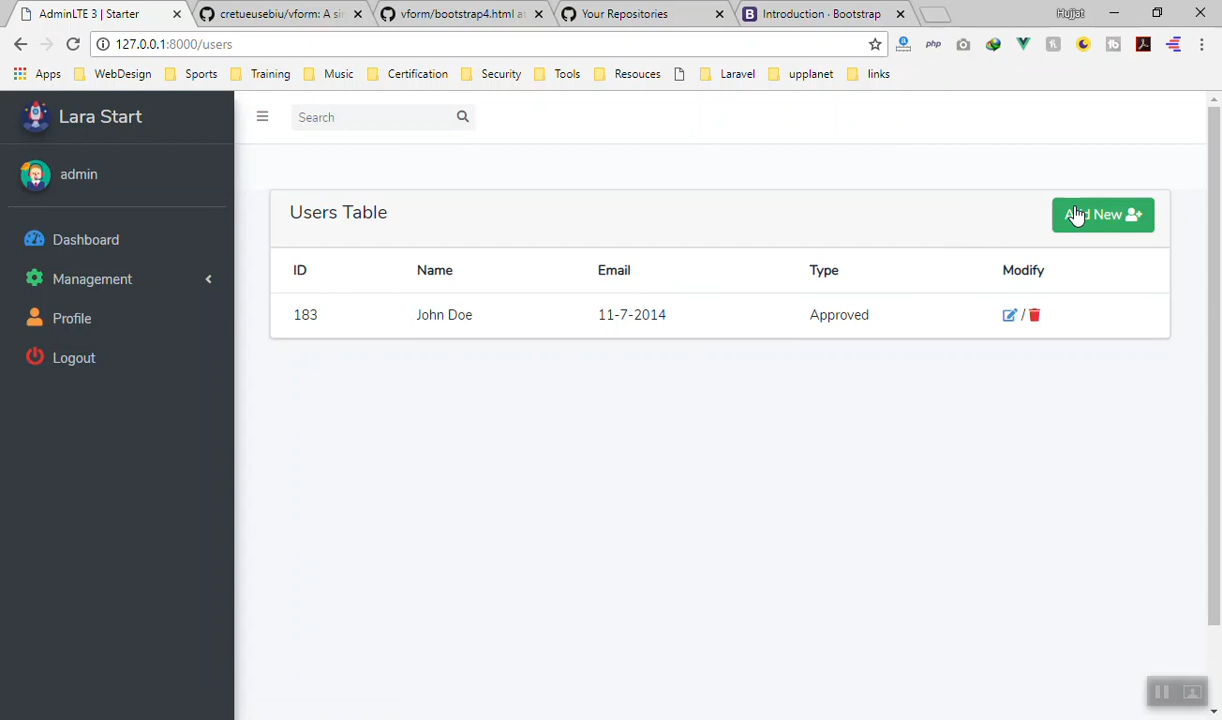 AdminLTE 3 | Starter
cretueusebiu/vform: A si
vform/bootstrap4.html at
Your Repositories
Introduction · Bootstrap
Hujjat
127.0.0.1:8000/users
php
Apps
WebDesign
Sports
Training
Music
Certification
Security
Tools
Resouces
Laravel
upplanet
links
Lara Start
Search
admin
Users Table
Add New
Dashboard
Management
Profile
Logout
ID Name Email Type Modify
183 John Doe 11-7-2014 Approved /